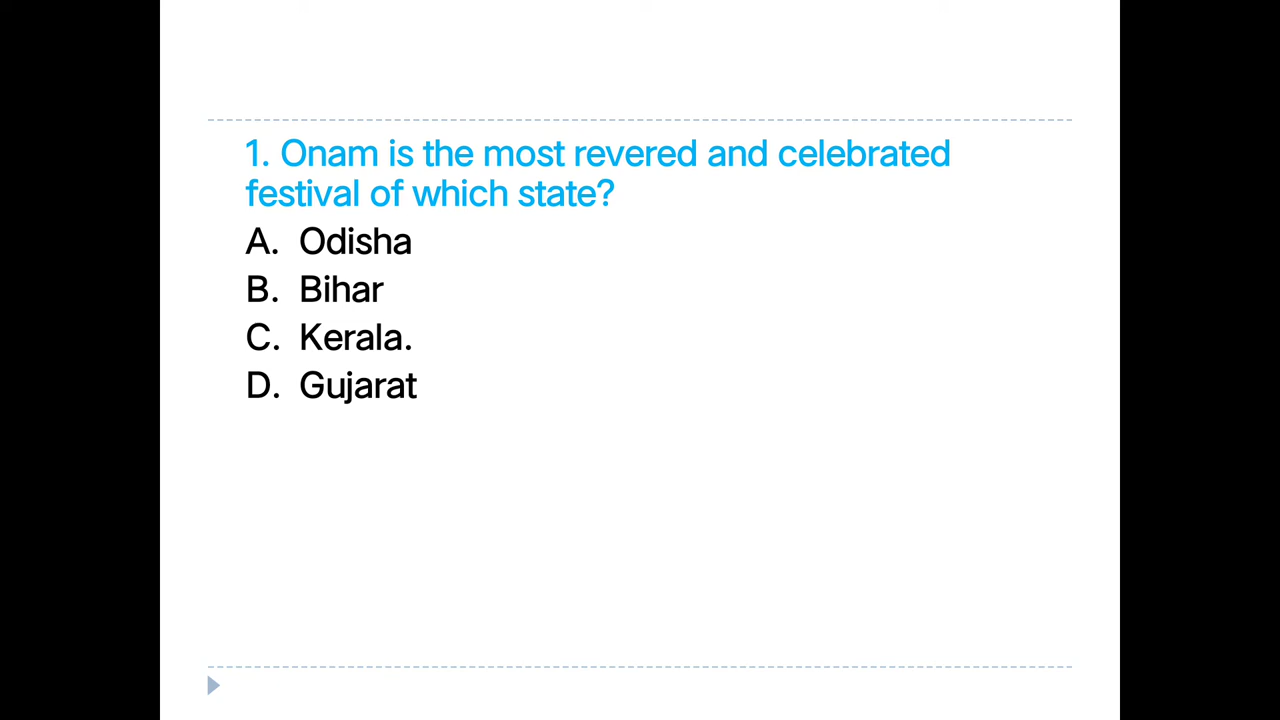 1. Onam is the most revered and celebrated
festival of which state?
A. Odisha
B. Bihar
C. Kerala.
D. Gujarat